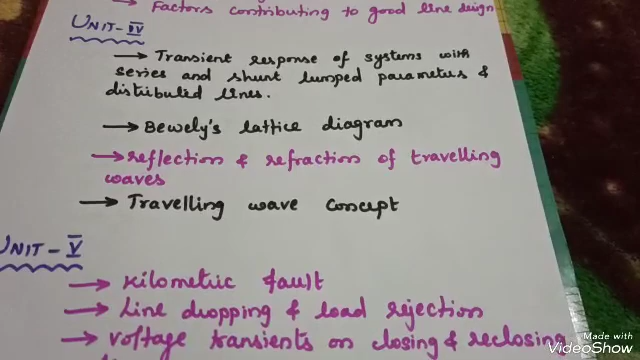 → Factors contributing to good line deign
UNIT-IV
→ Transient response of systems with
series and shunt lumped parameters &
distributed lines.
→ Bewely's lattice diagram
→ reflection & refraction of travelling
waves
→ Travelling wave concept
UNIT-V
→ Kilometric fault
→ Line dropping & load rejection
→ Voltage transients on closing & reclosing
Made with
VideoShow